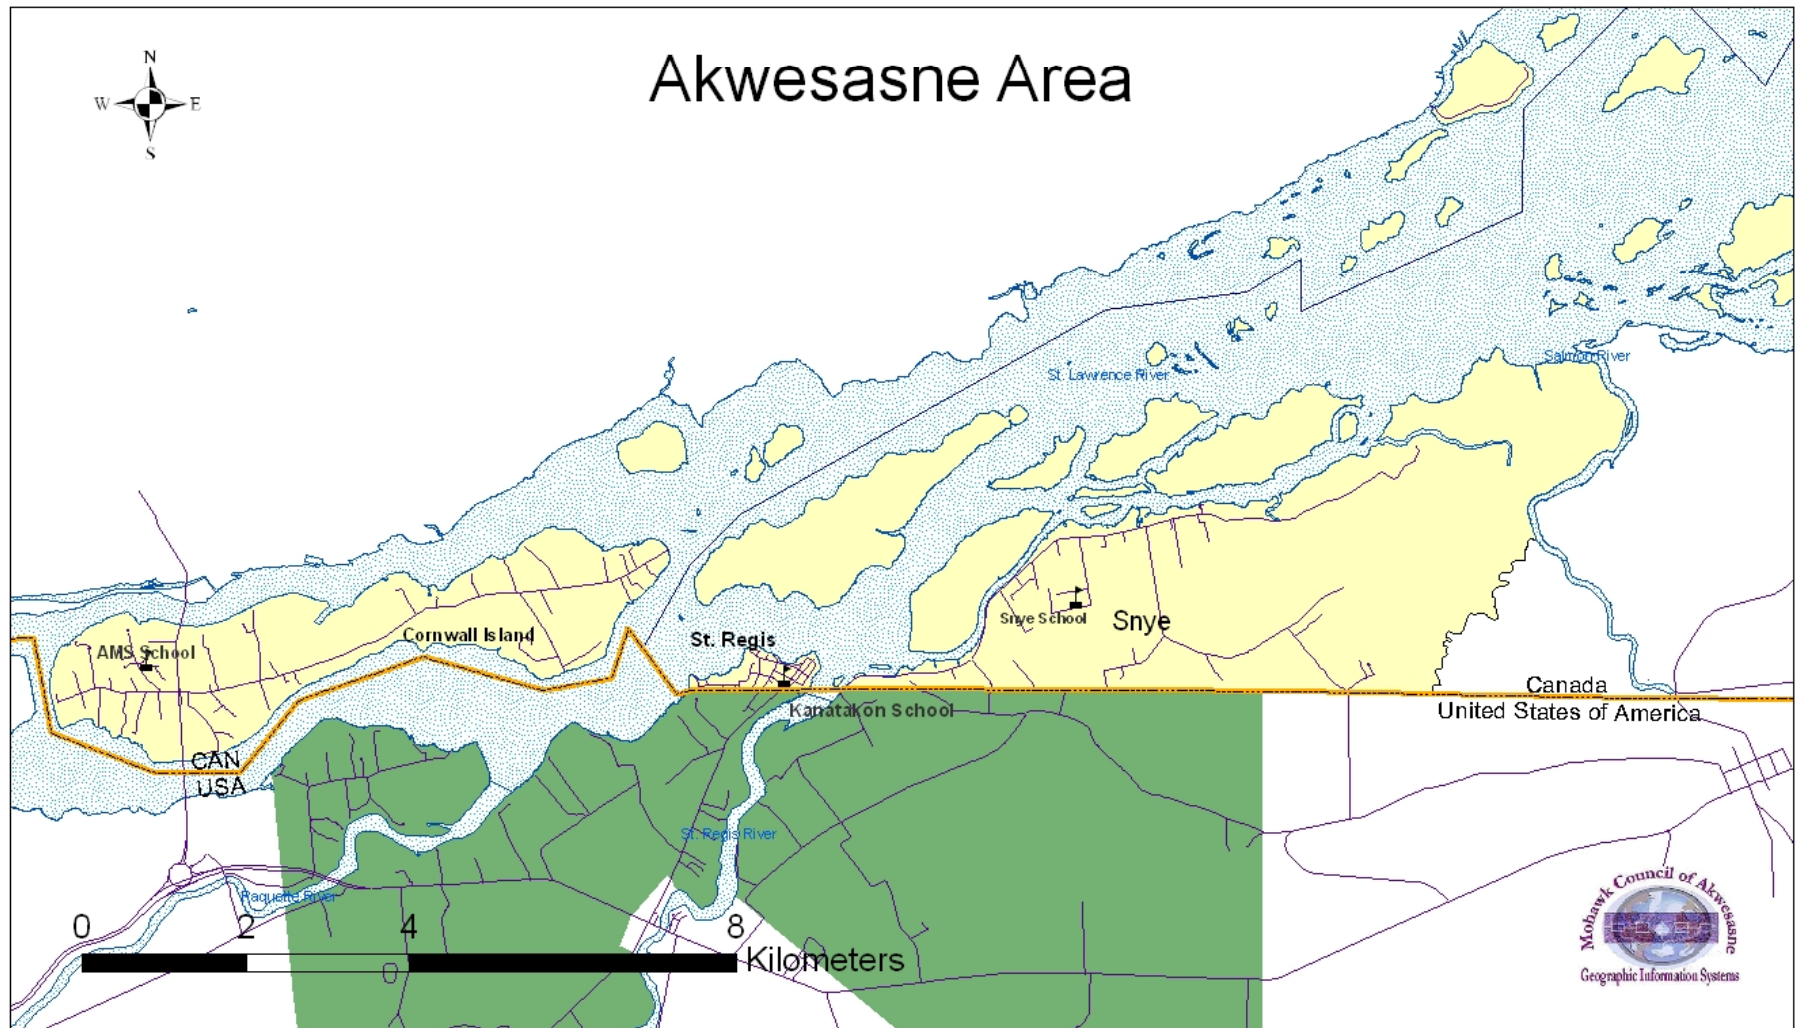 Akwesasne Area
N
W E
S
St. Lawrence River
Salmon River
Cornwall Island
AMS School
St. Regis
Snye School
Snye
Kanatakon School
Canada
United States of America
CAN
USA
St. Regis River
Raquette River
0 2 4 8
Kilometers
0
Mohawk Council of Akwesasne
Geographic Information Systems